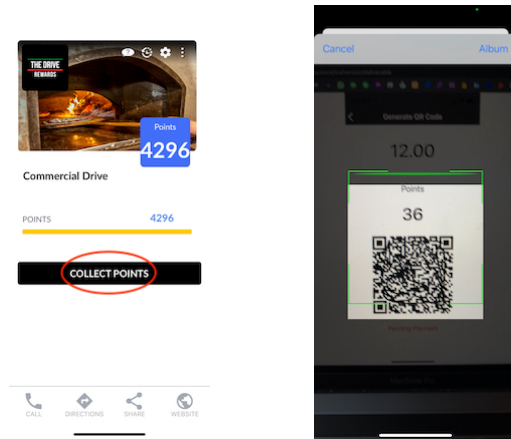 THE DRIVE
REWARDS
Points
4296
Commercial Drive
POINTS 4296
COLLECT POINTS
CALL DIRECTIONS SHARE WEBSITE
Cancel Album
Generate QR Code
12.00
Points
36